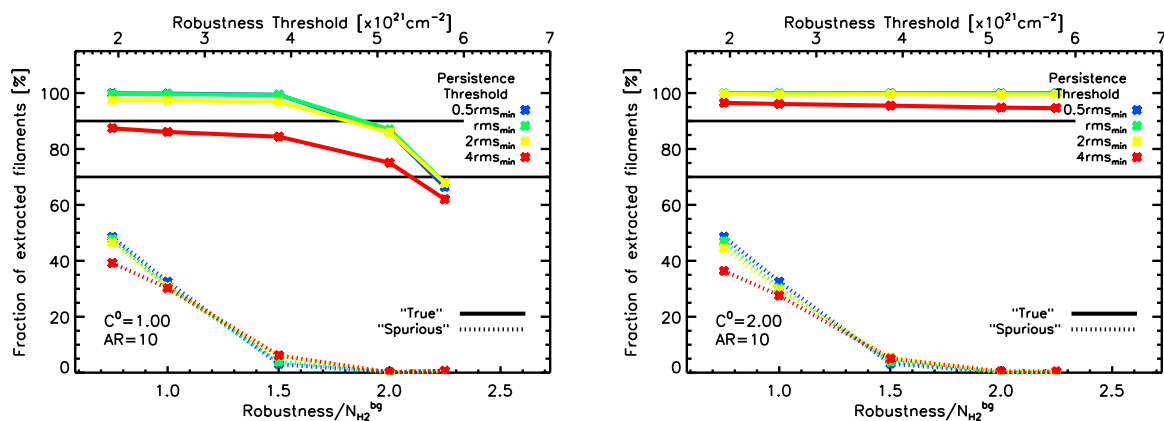 Robustness Threshold [x10²¹cm⁻²]
2 3 4 5 6 7
Fraction of extracted filaments [%]
100
80
60
40
20
0
Persistence
Threshold
0.5rms_min
rms_min
2rms_min
4rms_min
"True"
"Spurious"
C⁰=1.00
AR=10
1.0 1.5 2.0 2.5
Robustness/N_H2^bg
Robustness Threshold [x10²¹cm⁻²]
2 3 4 5 6 7
Fraction of extracted filaments [%]
100
80
60
40
20
0
Persistence
Threshold
0.5rms_min
rms_min
2rms_min
4rms_min
"True"
"Spurious"
C⁰=2.00
AR=10
1.0 1.5 2.0 2.5
Robustness/N_H2^bg